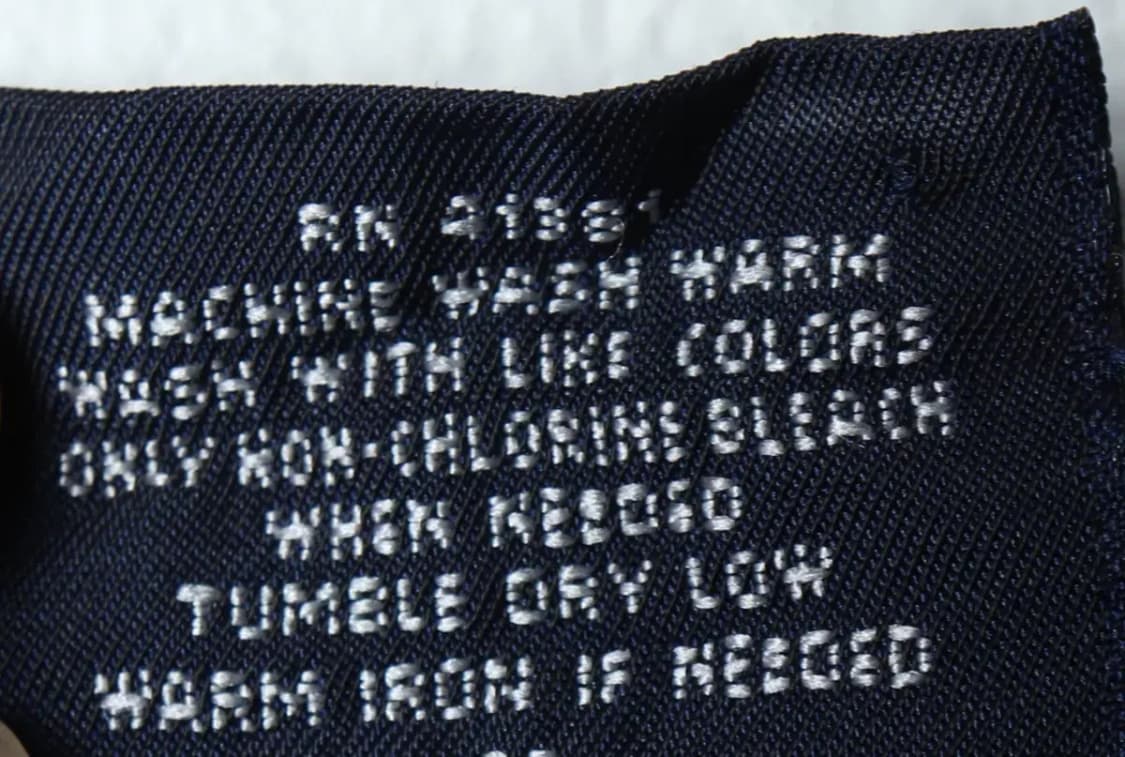 RN 41381
MACHINE WASH WARM
WASH WITH LIKE COLORS
ONLY NON-CHLORINE BLEACH
WHEN NEEDED
TUMBLE DRY LOW
WARM IRON IF NEEDED